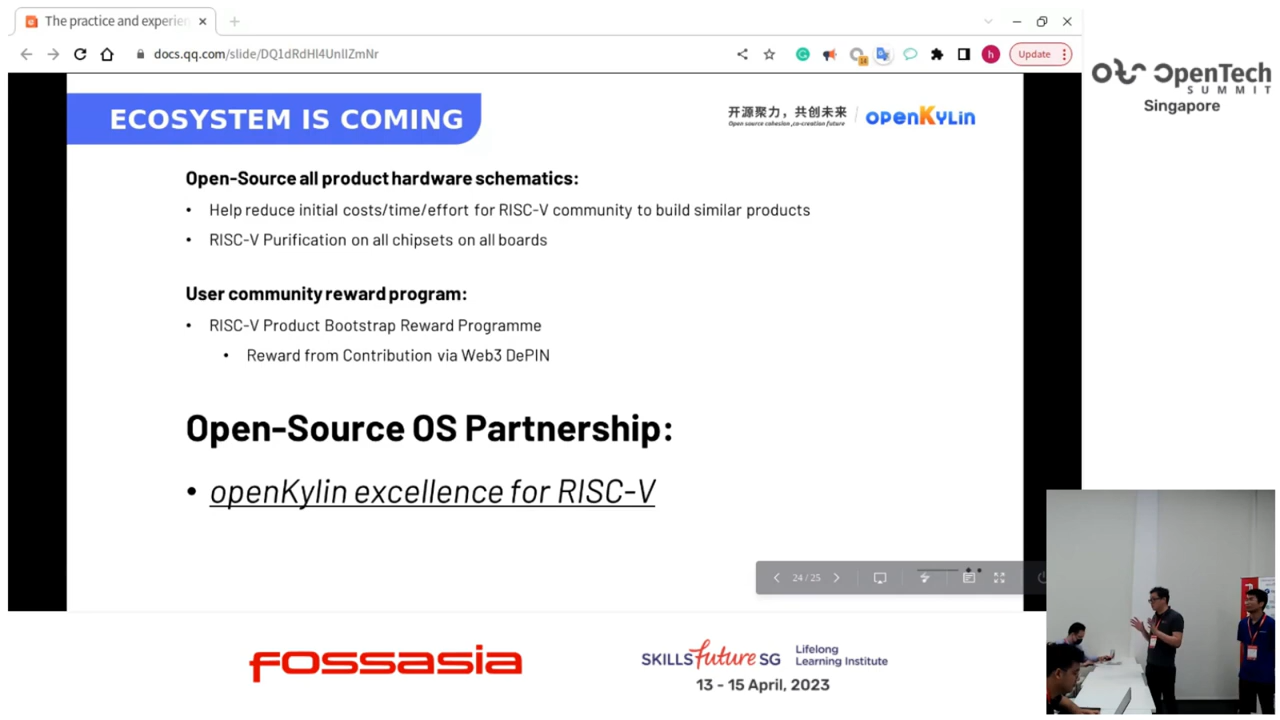 The practice and experien
docs.qq.com/slide/DQ1dRdHl4UnlIZmNr
Update
h
OpenTech
SUMMIT
Singapore
ECOSYSTEM IS COMING
开源聚力，共创未来
Open source cohesion,co-creation future
openKylin
Open-Source all product hardware schematics:
• Help reduce initial costs/time/effort for RISC-V community to build similar products
• RISC-V Purification on all chipsets on all boards
User community reward program:
• RISC-V Product Bootstrap Reward Programme
• Reward from Contribution via Web3 DePIN
Open-Source OS Partnership:
• openKylin excellence for RISC-V
24 / 25
fossasia
SKILLSfuture SG
Lifelong
Learning Institute
13 - 15 April, 2023